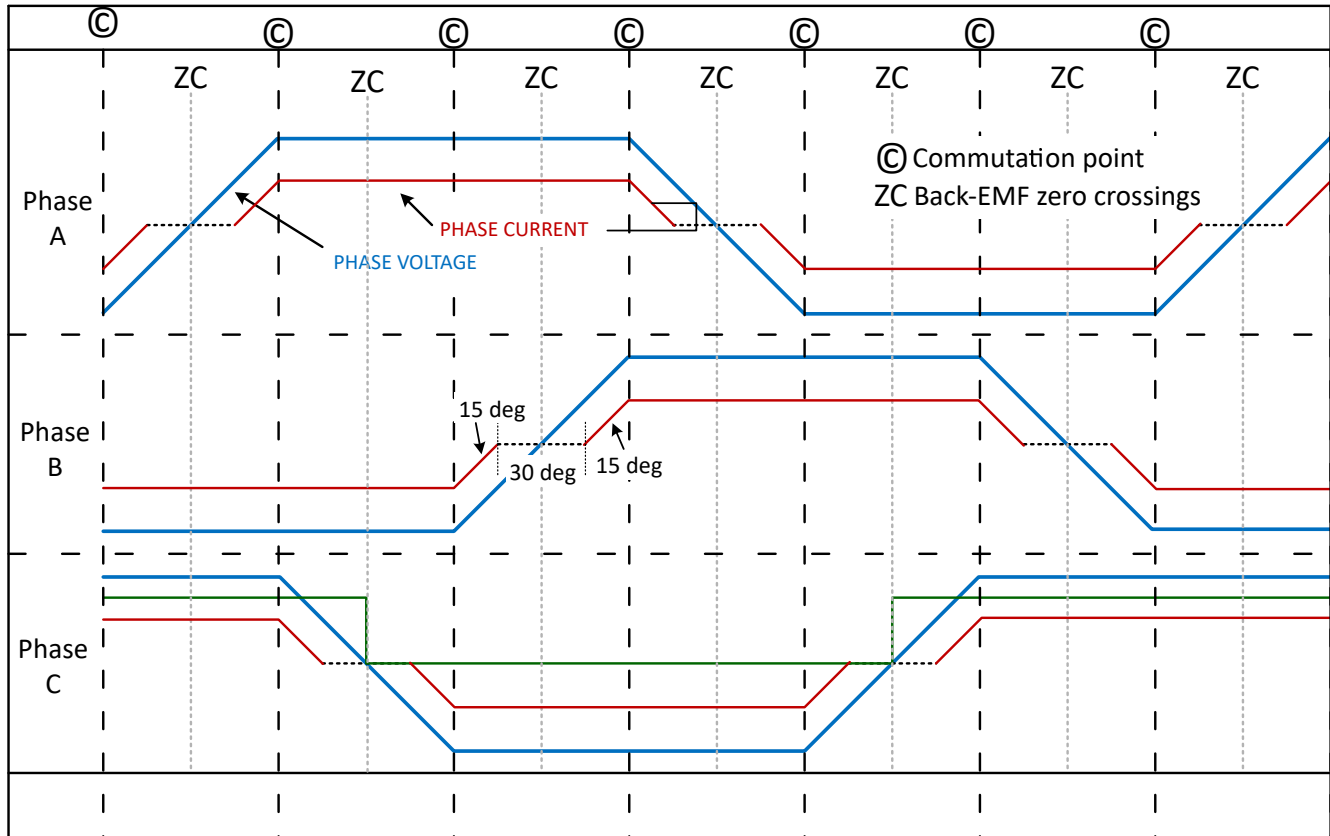 © © © © © © ©
ZC ZC ZC ZC ZC ZC ZC
© Commutation point
ZC Back-EMF zero crossings
Phase
A
PHASE CURRENT
PHASE VOLTAGE
15 deg
Phase
B
30 deg
15 deg
Phase
C